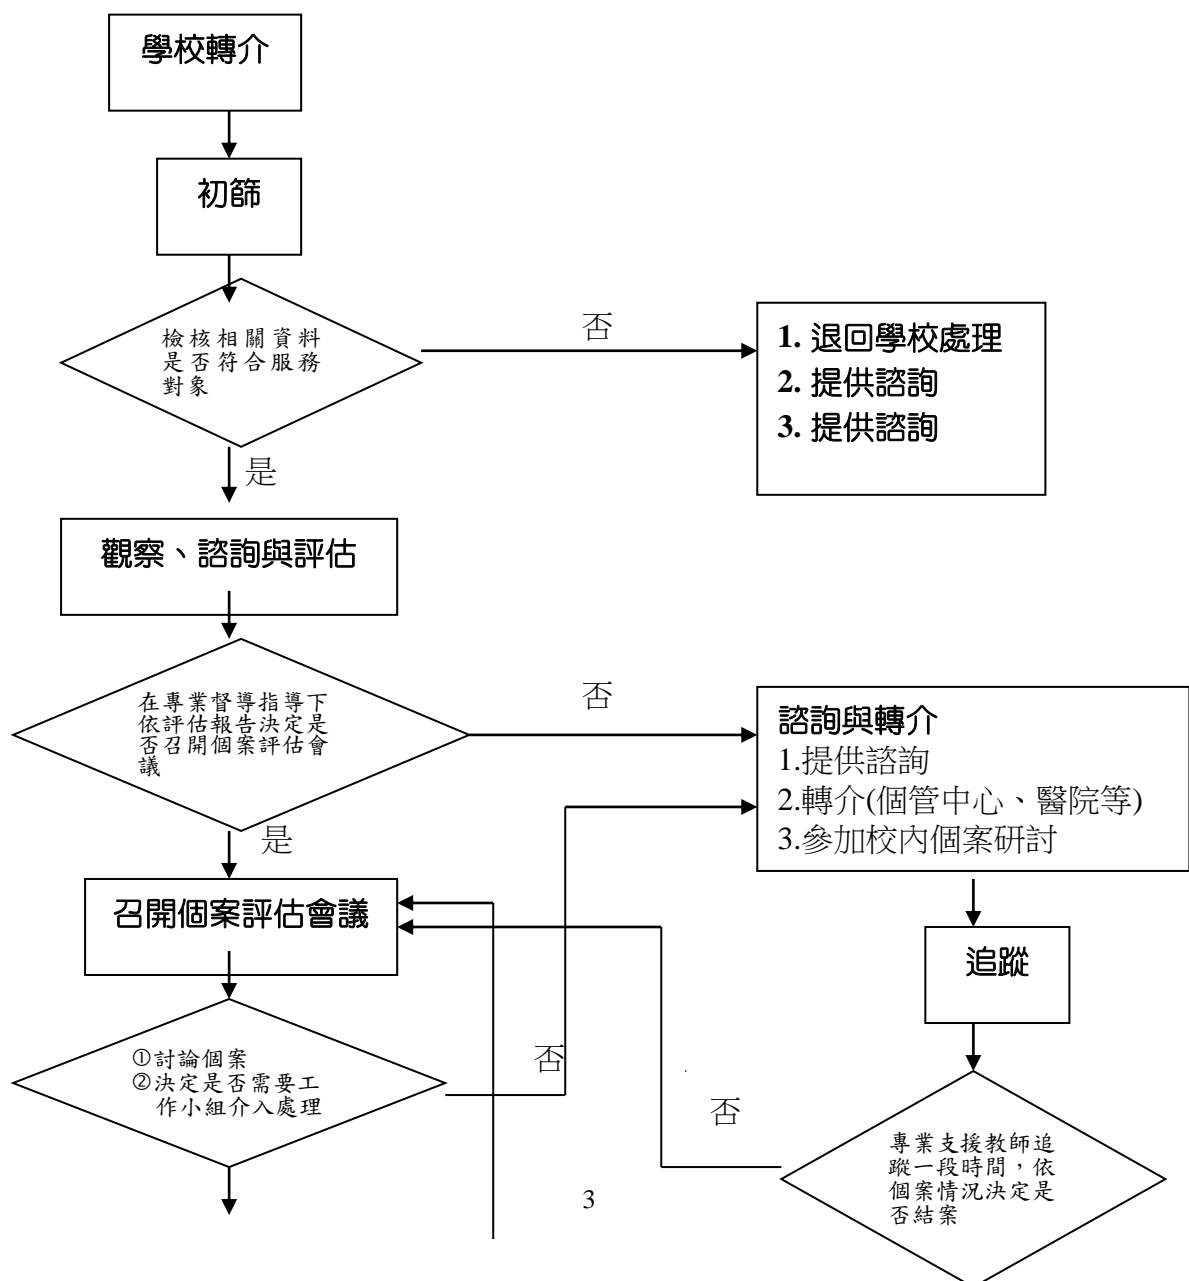 學校轉介
初篩
檢核相關資料
是否符合服務
對象
否
1. 退回學校處理
2. 提供諮詢
3. 提供諮詢
是
觀察、諮詢與評估
在專業督導指導下
依評估報告決定是
否召開個案評估會
議
否
諮詢與轉介
1.提供諮詢
2.轉介(個管中心、醫院等)
3.參加校內個案研討
是
召開個案評估會議
追蹤
①討論個案
②決定是否需要工
作小組介入處理
否
否
專業支援教師追
蹤一段時間，依
個案情況決定是
否結案
3